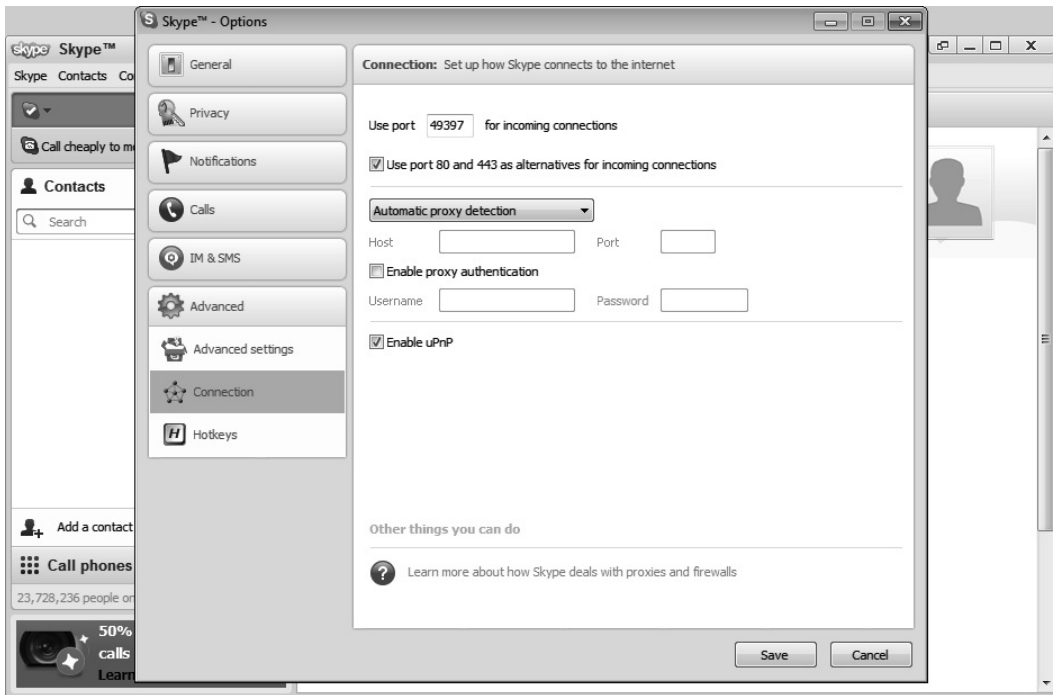 Skype™ - Options
skype Skype™
Skype Contacts Co
Call cheaply to m
Contacts
Search
Add a contact
Call phones
23,728,236 people on
50%
calls
Learn
General
Privacy
Notifications
Calls
IM & SMS
Advanced
Advanced settings
Connection
H Hotkeys
Connection: Set up how Skype connects to the internet
Use port 49397 for incoming connections
Use port 80 and 443 as alternatives for incoming connections
Automatic proxy detection
Host Port
Enable proxy authentication
Username Password
Enable uPnP
Other things you can do
? Learn more about how Skype deals with proxies and firewalls
Save Cancel